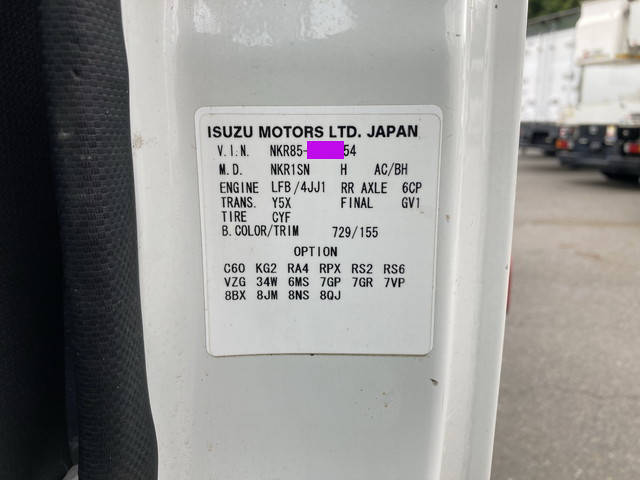 ISUZU MOTORS LTD. JAPAN
V.I.N. NKR85- 54
M.D. NKR1SN H AC/BH
ENGINE LFB/4JJ1 RR AXLE 6CP
TRANS. Y5X FINAL GV1
TIRE CYF
B.COLOR/TRIM 729/155
OPTION
C60 KG2 RA4 RPX RS2 RS6
VZG 34W 6MS 7GP 7GR 7VP
8BX 8JM 8NS 8QJ